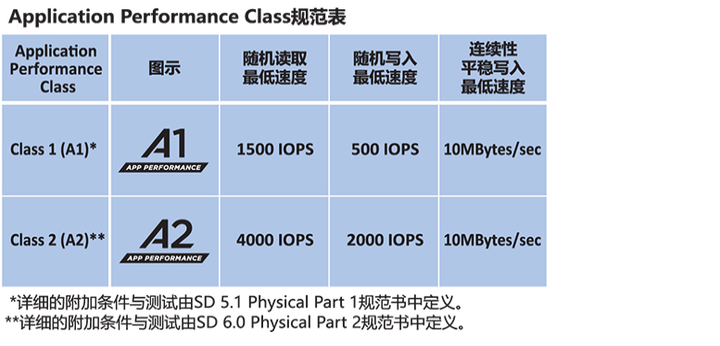 Application Performance Class规范表
Application
Performance
Class
图示
随机读取
最低速度
随机写入
最低速度
连续性
平稳写入
最低速度
Class 1 (A1)*
A1
APP PERFORMANCE
1500 IOPS
500 IOPS
10MBytes/sec
Class 2 (A2)**
A2
APP PERFORMANCE
4000 IOPS
2000 IOPS
10MBytes/sec
*详细的附加条件与测试由SD 5.1 Physical Part 1规范书中定义。
**详细的附加条件与测试由SD 6.0 Physical Part 2规范书中定义。